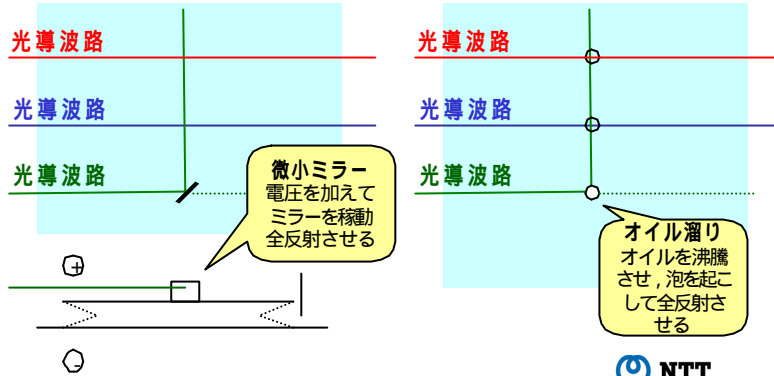 光導波路
光導波路
光導波路
微小ミラー
電圧を加えて
ミラーを稼動
全反射させる
+
-
光導波路
光導波路
光導波路
オイル溜り
オイルを沸騰
させ，泡を起こ
して全反射さ
せる
NTT